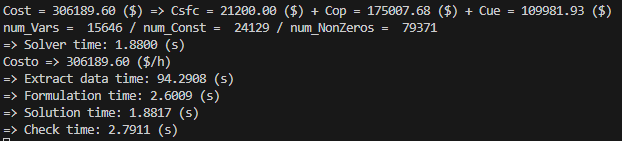 Cost = 306189.60 ($) => Csfc = 21200.00 ($) + Cop = 175007.68 ($) + Cue = 109981.93 ($)
num_Vars =  15646 / num_Const =  24129 / num_NonZeros =  79371
=> Solver time: 1.8800 (s)
Costo => 306189.60 ($/h)
=> Extract data time: 94.2908 (s)
=> Formulation time: 2.6009 (s)
=> Solution time: 1.8817 (s)
=> Check time: 2.7911 (s)